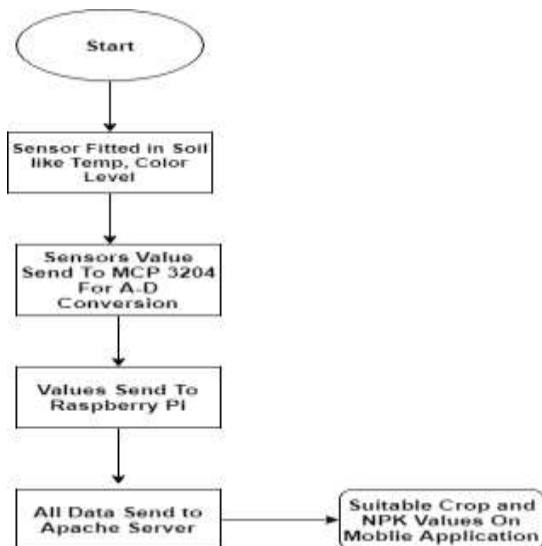 Start
Sensor Fitted in Soil
like Temp, Color
Level
Sensors Value
Send To MCP 3204
For A-D
Conversion
Values Send To
Raspberry Pi
All Data Send to
Apache Server
Suitable Crop and
NPK Values On
Moblie Application